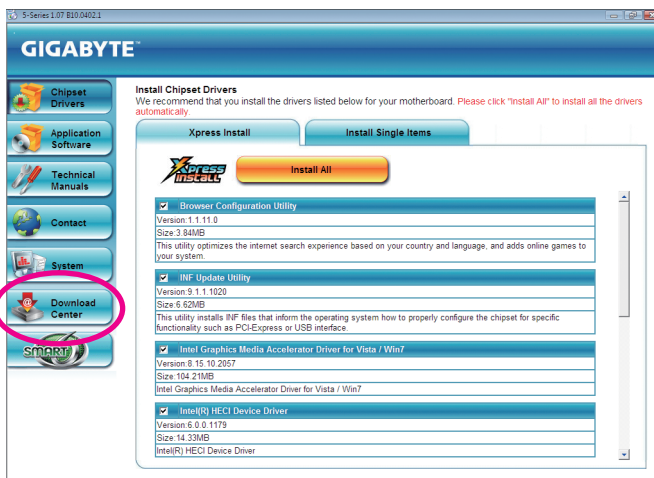 5-Series 1.07 B10.0402.1
GIGABYTE™
Chipset
Drivers
Application
Software
Technical
Manuals
Contact
System
Download
Center
SMART
Install Chipset Drivers
We recommend that you install the drivers listed below for your motherboard. Please click "Install All" to install all the drivers
automatically.
Xpress Install
Install Single Items
Xpress
INSTALL
Install All
Browser Configuration Utility
Version:1.1.11.0
Size:3.84MB
This utility optimizes the internet search experience based on your country and language, and adds online games to
your system.
INF Update Utility
Version:9.1.1.1020
Size:6.62MB
This utility installs INF files that inform the operating system how to properly configure the chipset for specific
functionality such as PCI-Express or USB interface.
Intel Graphics Media Accelerator Driver for Vista / Win7
Version:8.15.10.2057
Size:104.21MB
Intel Graphics Media Accelerator Driver for Vista / Win7
Intel(R) HECI Device Driver
Version:6.0.0.1179
Size:14.33MB
Intel(R) HECI Device Driver